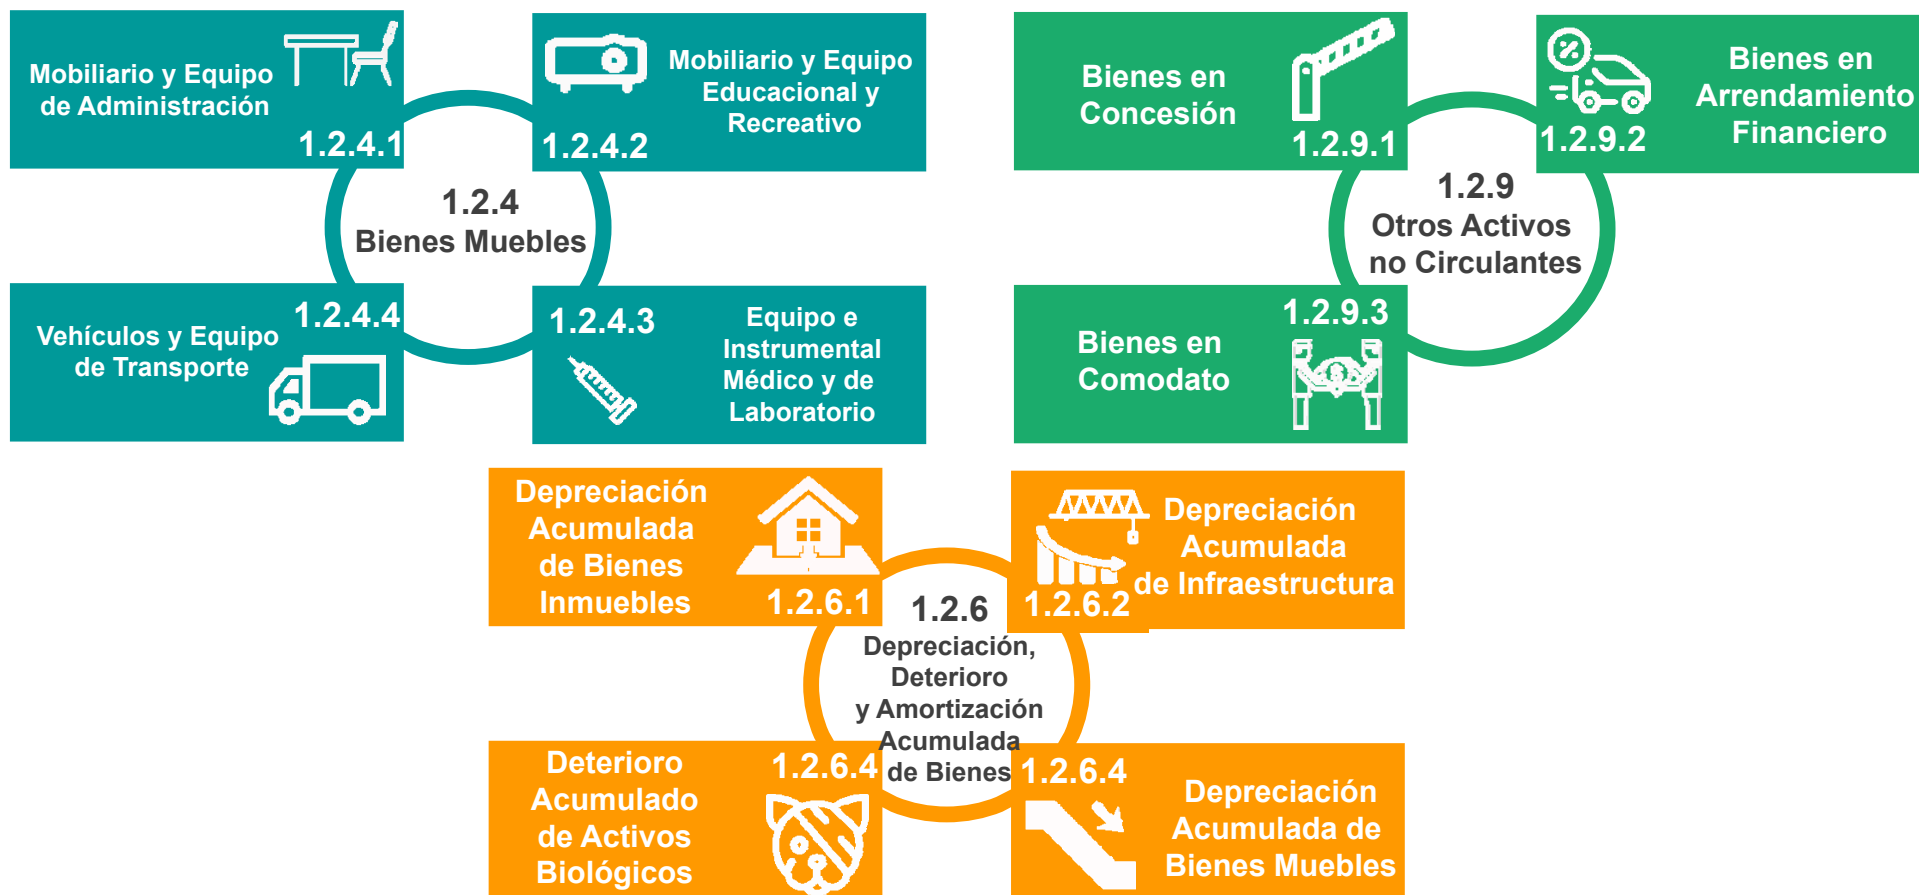 Mobiliario y Equipo
de Administración
1.2.4.1
Mobiliario y Equipo
Educacional y
Recreativo
1.2.4.2
1.2.4
Bienes Muebles
Vehículos y Equipo
de Transporte
1.2.4.4
1.2.4.3
Equipo e
Instrumental
Médico y de
Laboratorio
Bienes en
Concesión
1.2.9.1
%
1.2.9.2
Bienes en
Arrendamiento
Financiero
1.2.9
Otros Activos
no Circulantes
Bienes en
Comodato
1.2.9.3
$
Depreciación
Acumulada
de Bienes
Inmuebles
1.2.6.1
Depreciación
Acumulada
de Infraestructura
1.2.6.2
1.2.6
Depreciación,
Deterioro
y Amortización
Acumulada
de Bienes
Deterioro
Acumulado
de Activos
Biológicos
1.2.6.4
1.2.6.4
Depreciación
Acumulada de
Bienes Muebles